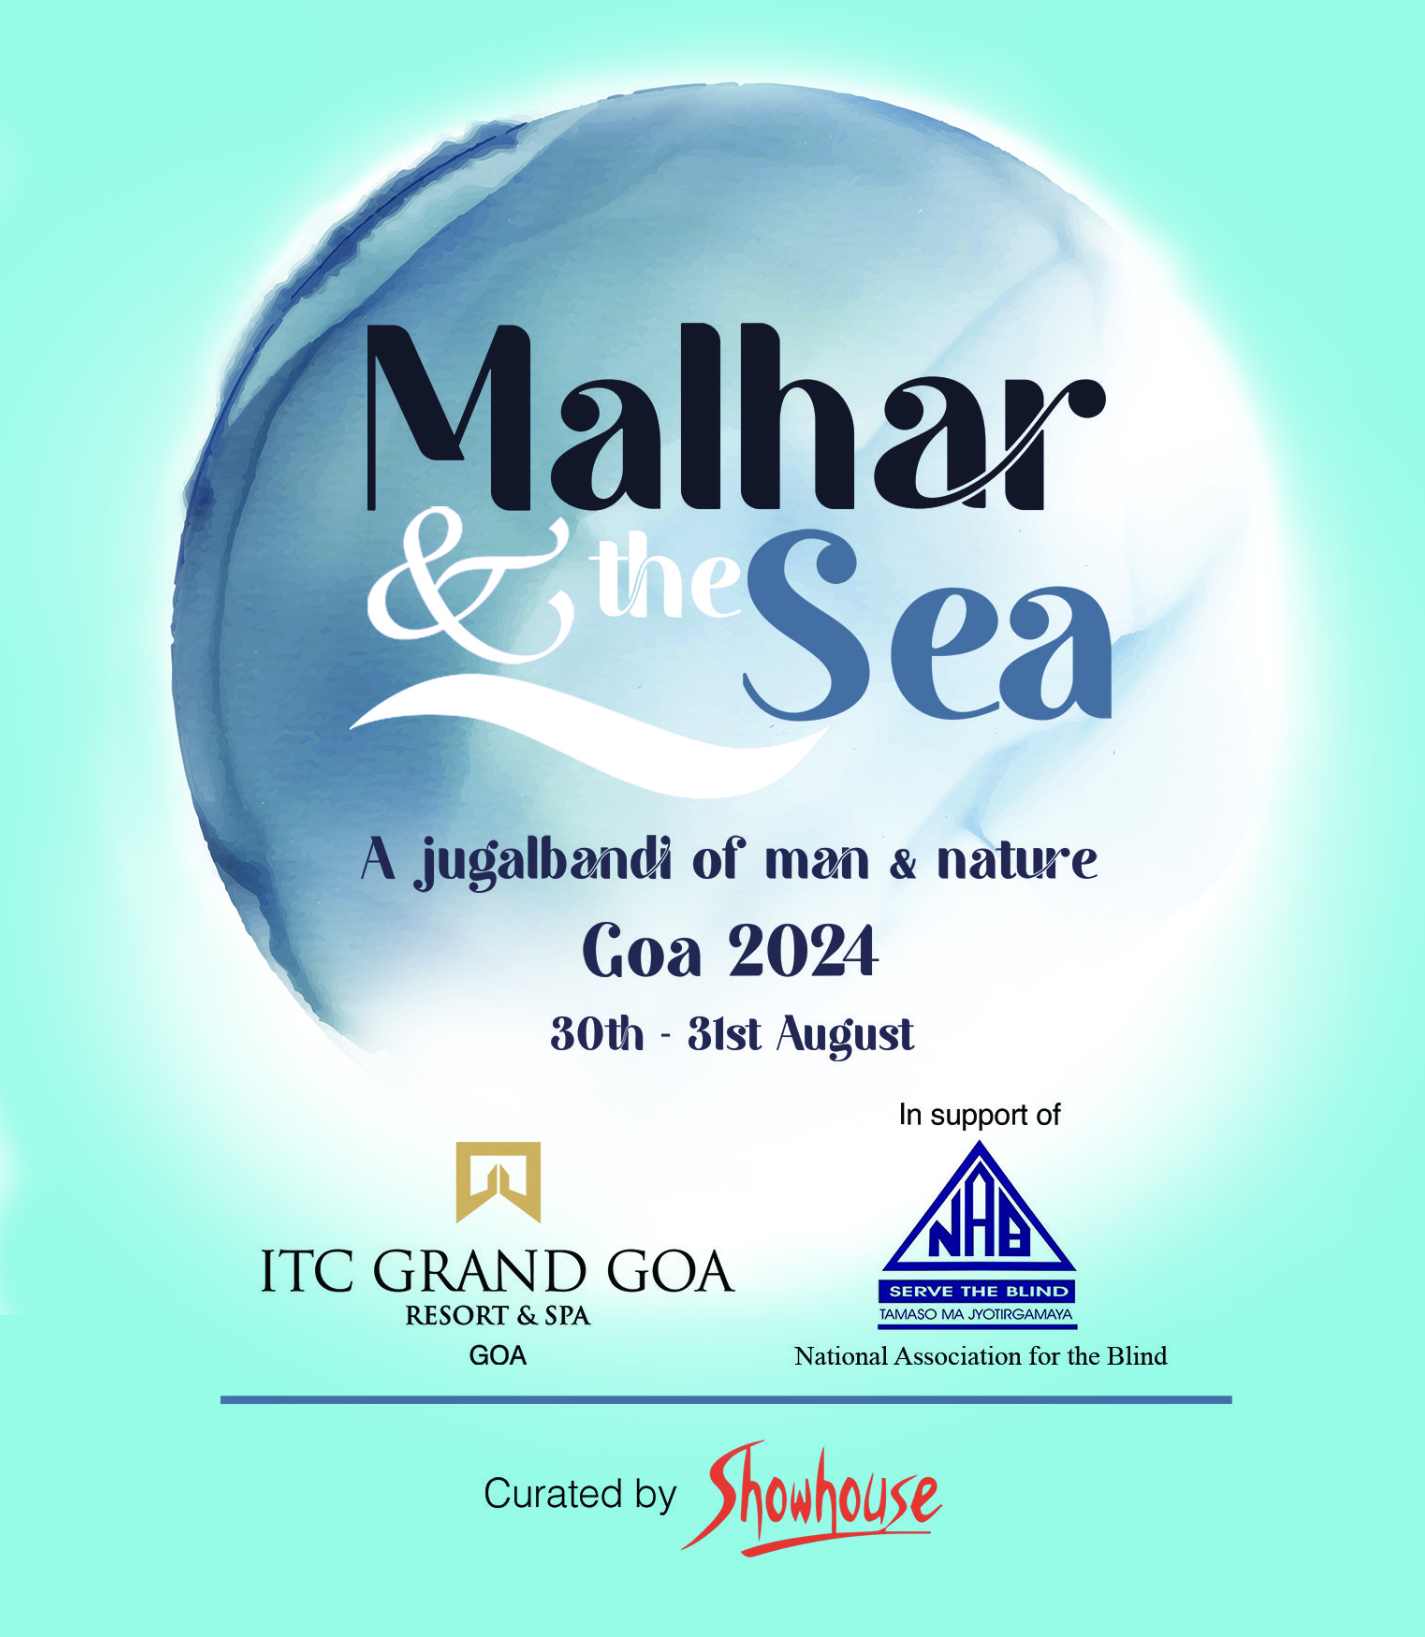 Malhar
& the Sea
A jugalbandi of man & nature
Goa 2024
30th - 31st August
ITC GRAND GOA
RESORT & SPA
GOA
In support of
NAB
SERVE THE BLIND
TAMASO MA JYOTIRGAMAYA
National Association for the Blind
Curated by Showhouse